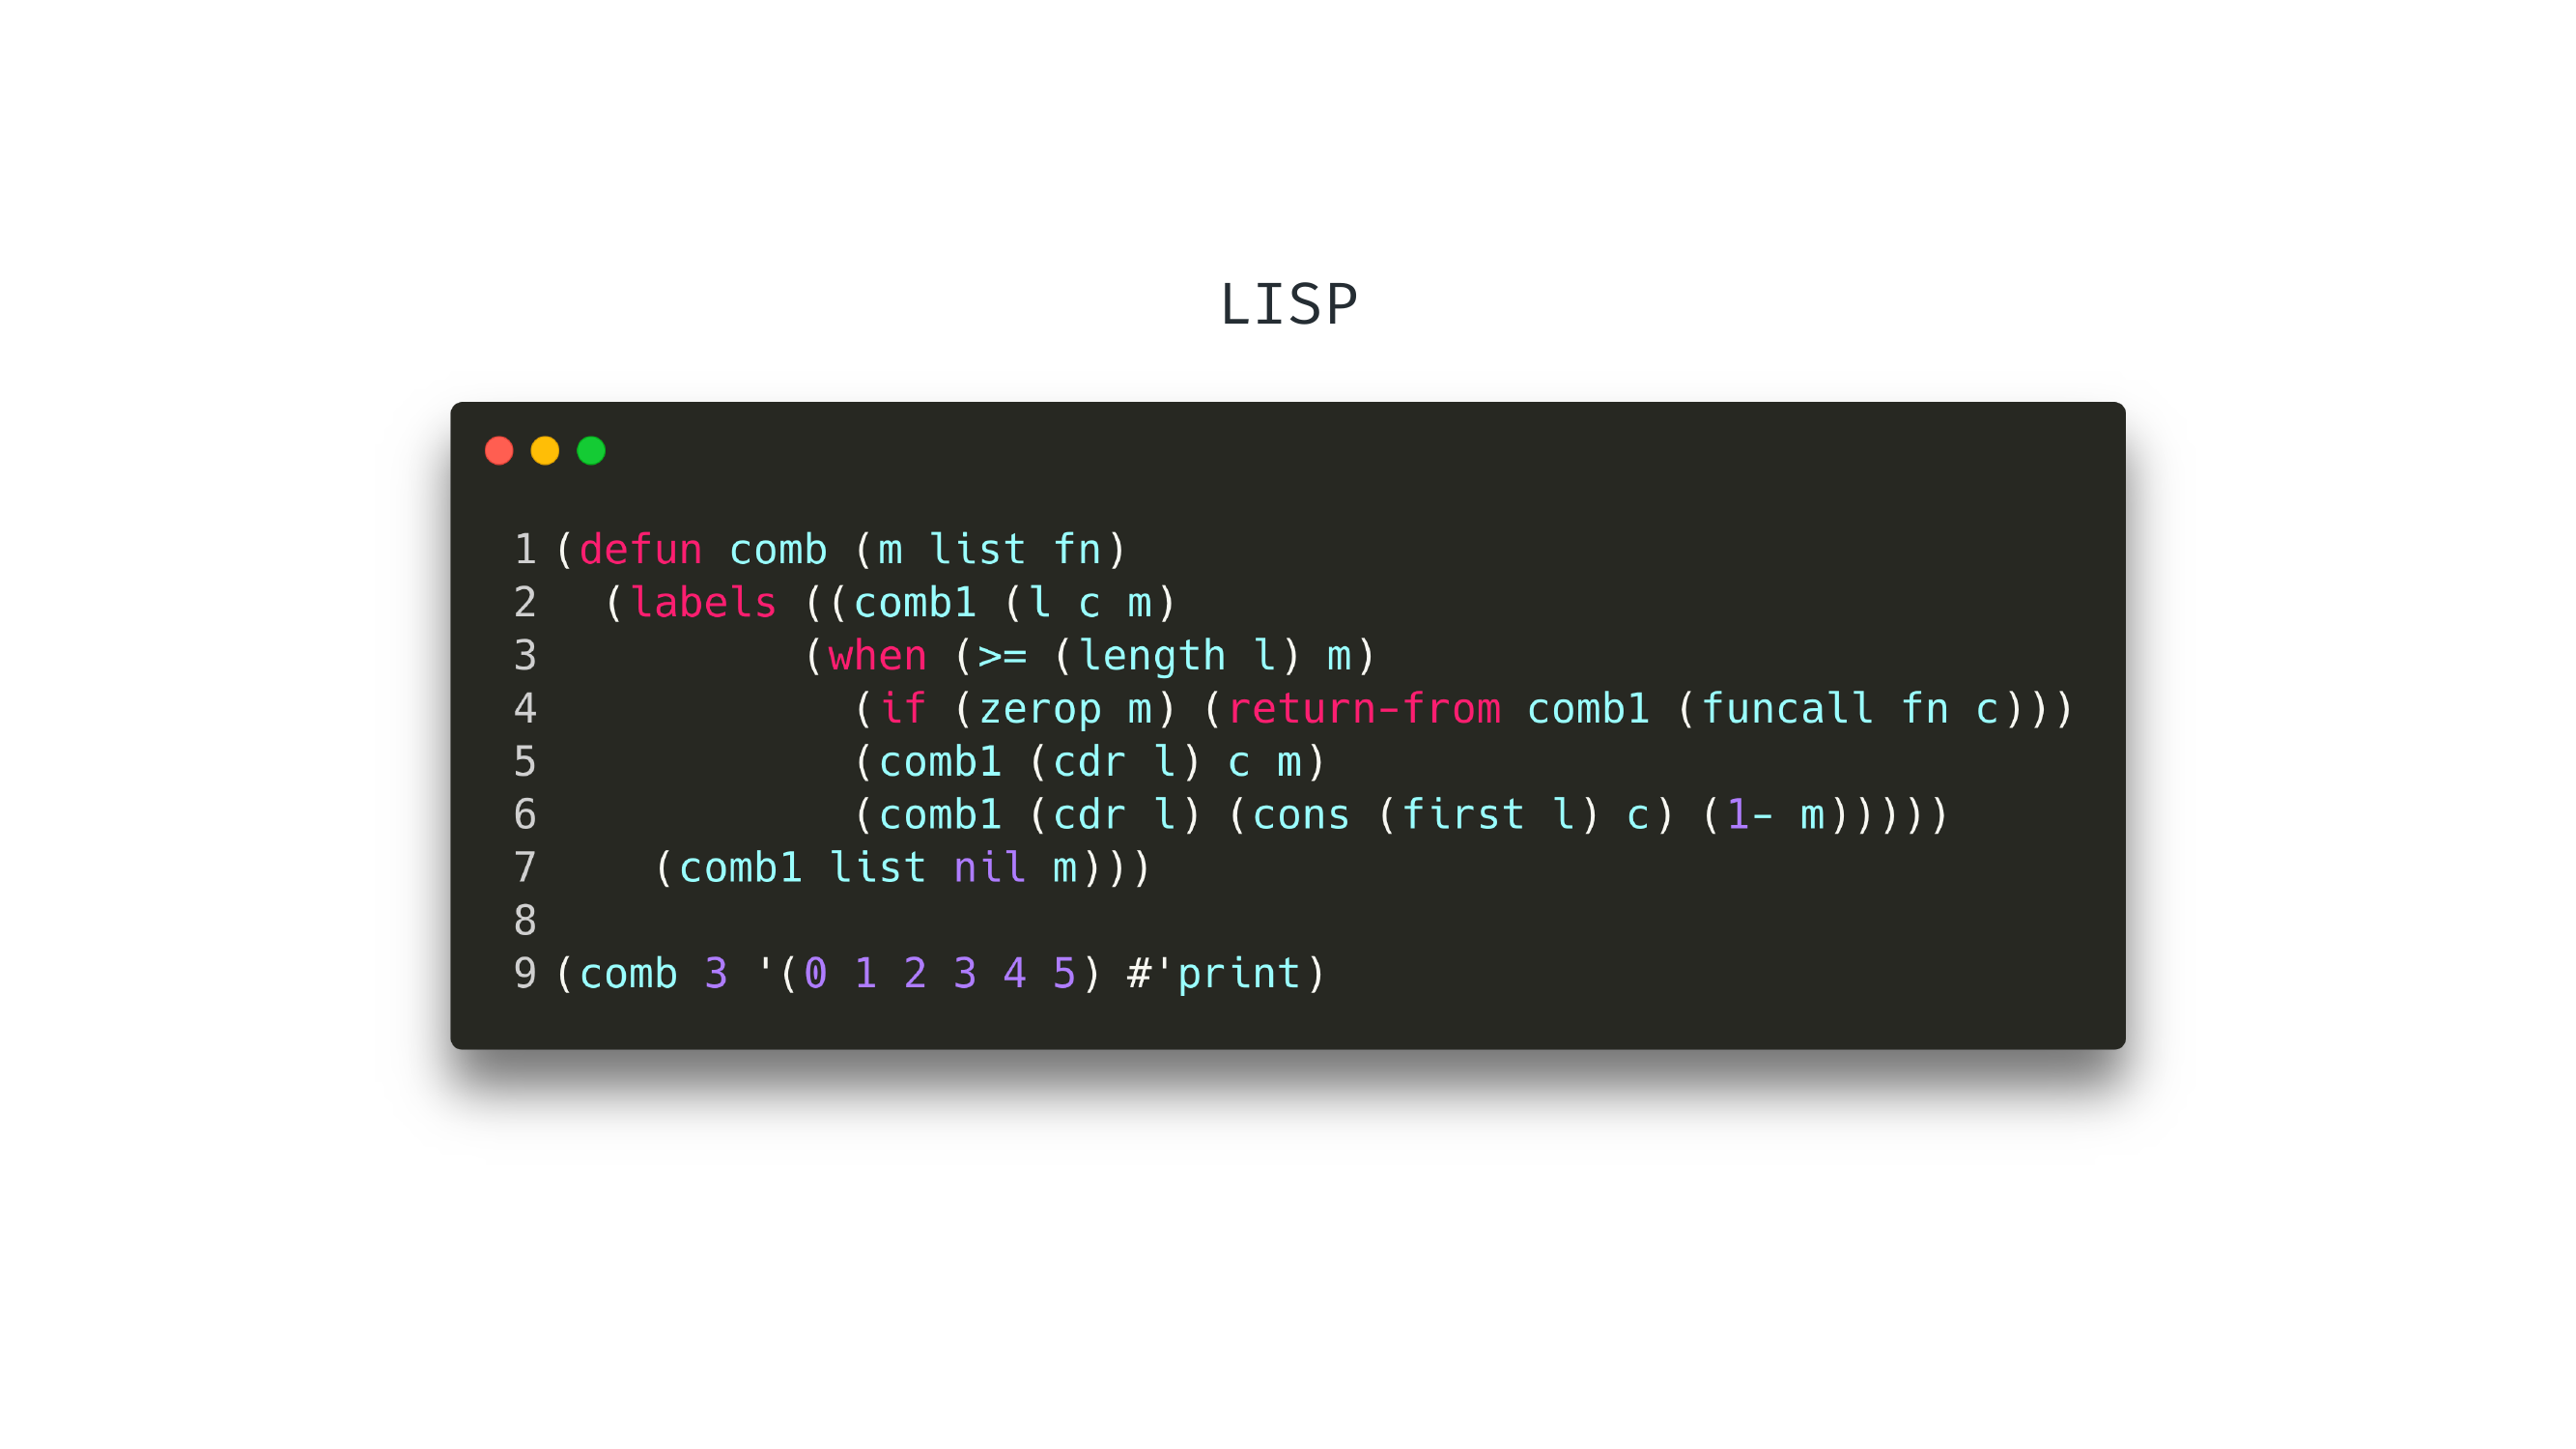 LISP
1 (defun comb (m list fn)
2   (labels ((comb1 (l c m)
3           (when (>= (length l) m)
4             (if (zerop m) (return-from comb1 (funcall fn c)))
5             (comb1 (cdr l) c m)
6             (comb1 (cdr l) (cons (first l) c) (1- m)))))
7     (comb1 list nil m)))
8
9 (comb 3 '(0 1 2 3 4 5) #'print)